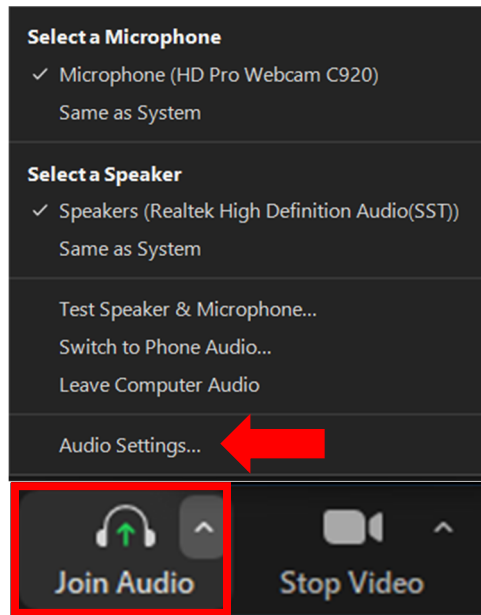 Select a Microphone
Microphone (HD Pro Webcam C920)
Same as System
Select a Speaker
Speakers (Realtek High Definition Audio(SST))
Same as System
Test Speaker & Microphone...
Switch to Phone Audio...
Leave Computer Audio
Audio Settings...
Join Audio
Stop Video